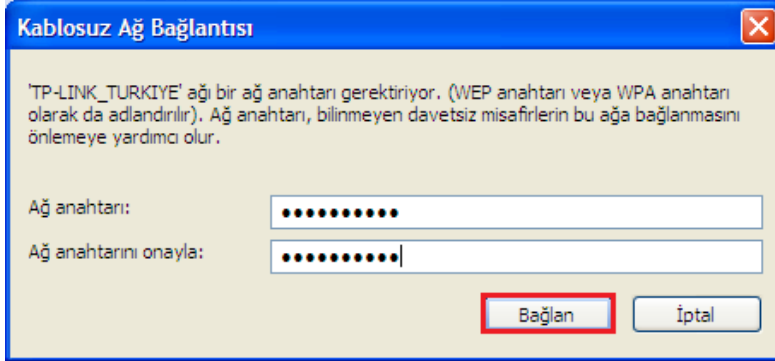 Kablosuz Ağ Bağlantısı
'TP-LINK_TURKIYE' ağı bir ağ anahtarı gerektiriyor. (WEP anahtarı veya WPA anahtarı
olarak da adlandırılır). Ağ anahtarı, bilinmeyen davetsiz misafirlerin bu ağa bağlanmasını
önlemeye yardımcı olur.
Ağ anahtarı: ••••••••••
Ağ anahtarını onayla: ••••••••••
Bağlan İptal